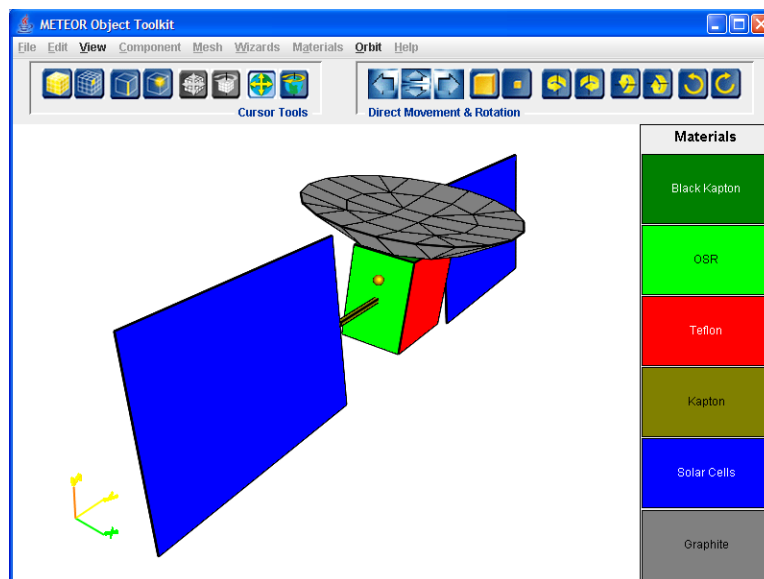 METEOR Object Toolkit
File Edit View Component Mesh Wizards Materials Orbit Help
Cursor Tools
Direct Movement & Rotation
Materials
Black Kapton
OSR
Teflon
Kapton
Solar Cells
Graphite